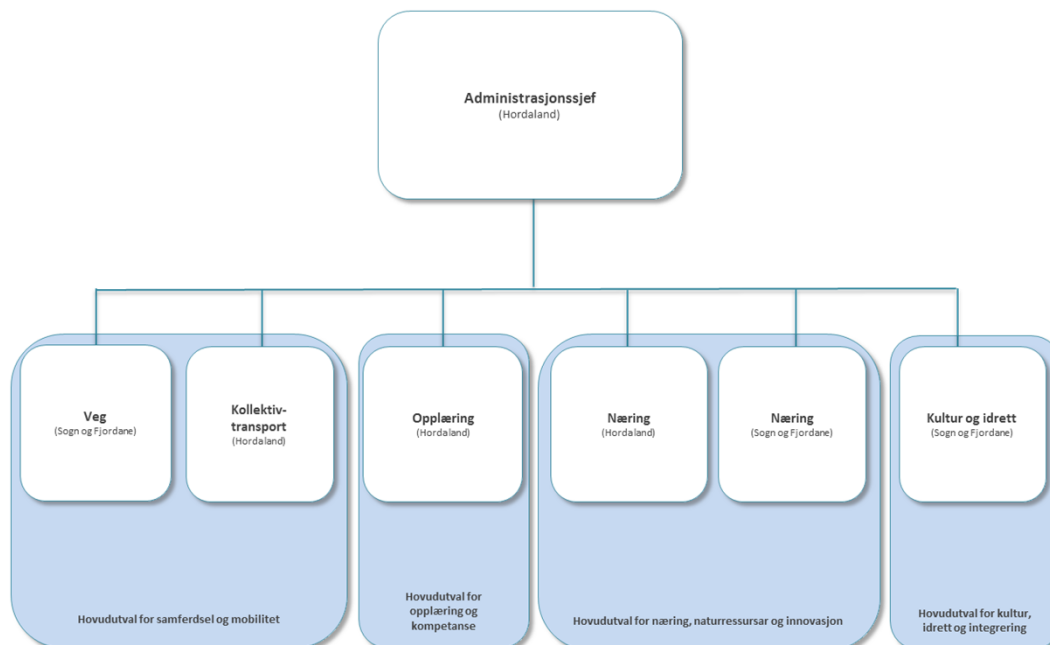 Administrasjonssjef
(Hordaland)
Veg
(Sogn og Fjordane)
Kollektiv-
transport
(Hordaland)
Opplæring
(Hordaland)
Næring
(Hordaland)
Næring
(Sogn og Fjordane)
Kultur og idrett
(Sogn og Fjordane)
Hovudutval for samferdsel og mobilitet
Hovudutval for
opplæring og
kompetanse
Hovudutval for næring, naturressursar og innovasjon
Hovudutval for kultur,
idrett og integrering